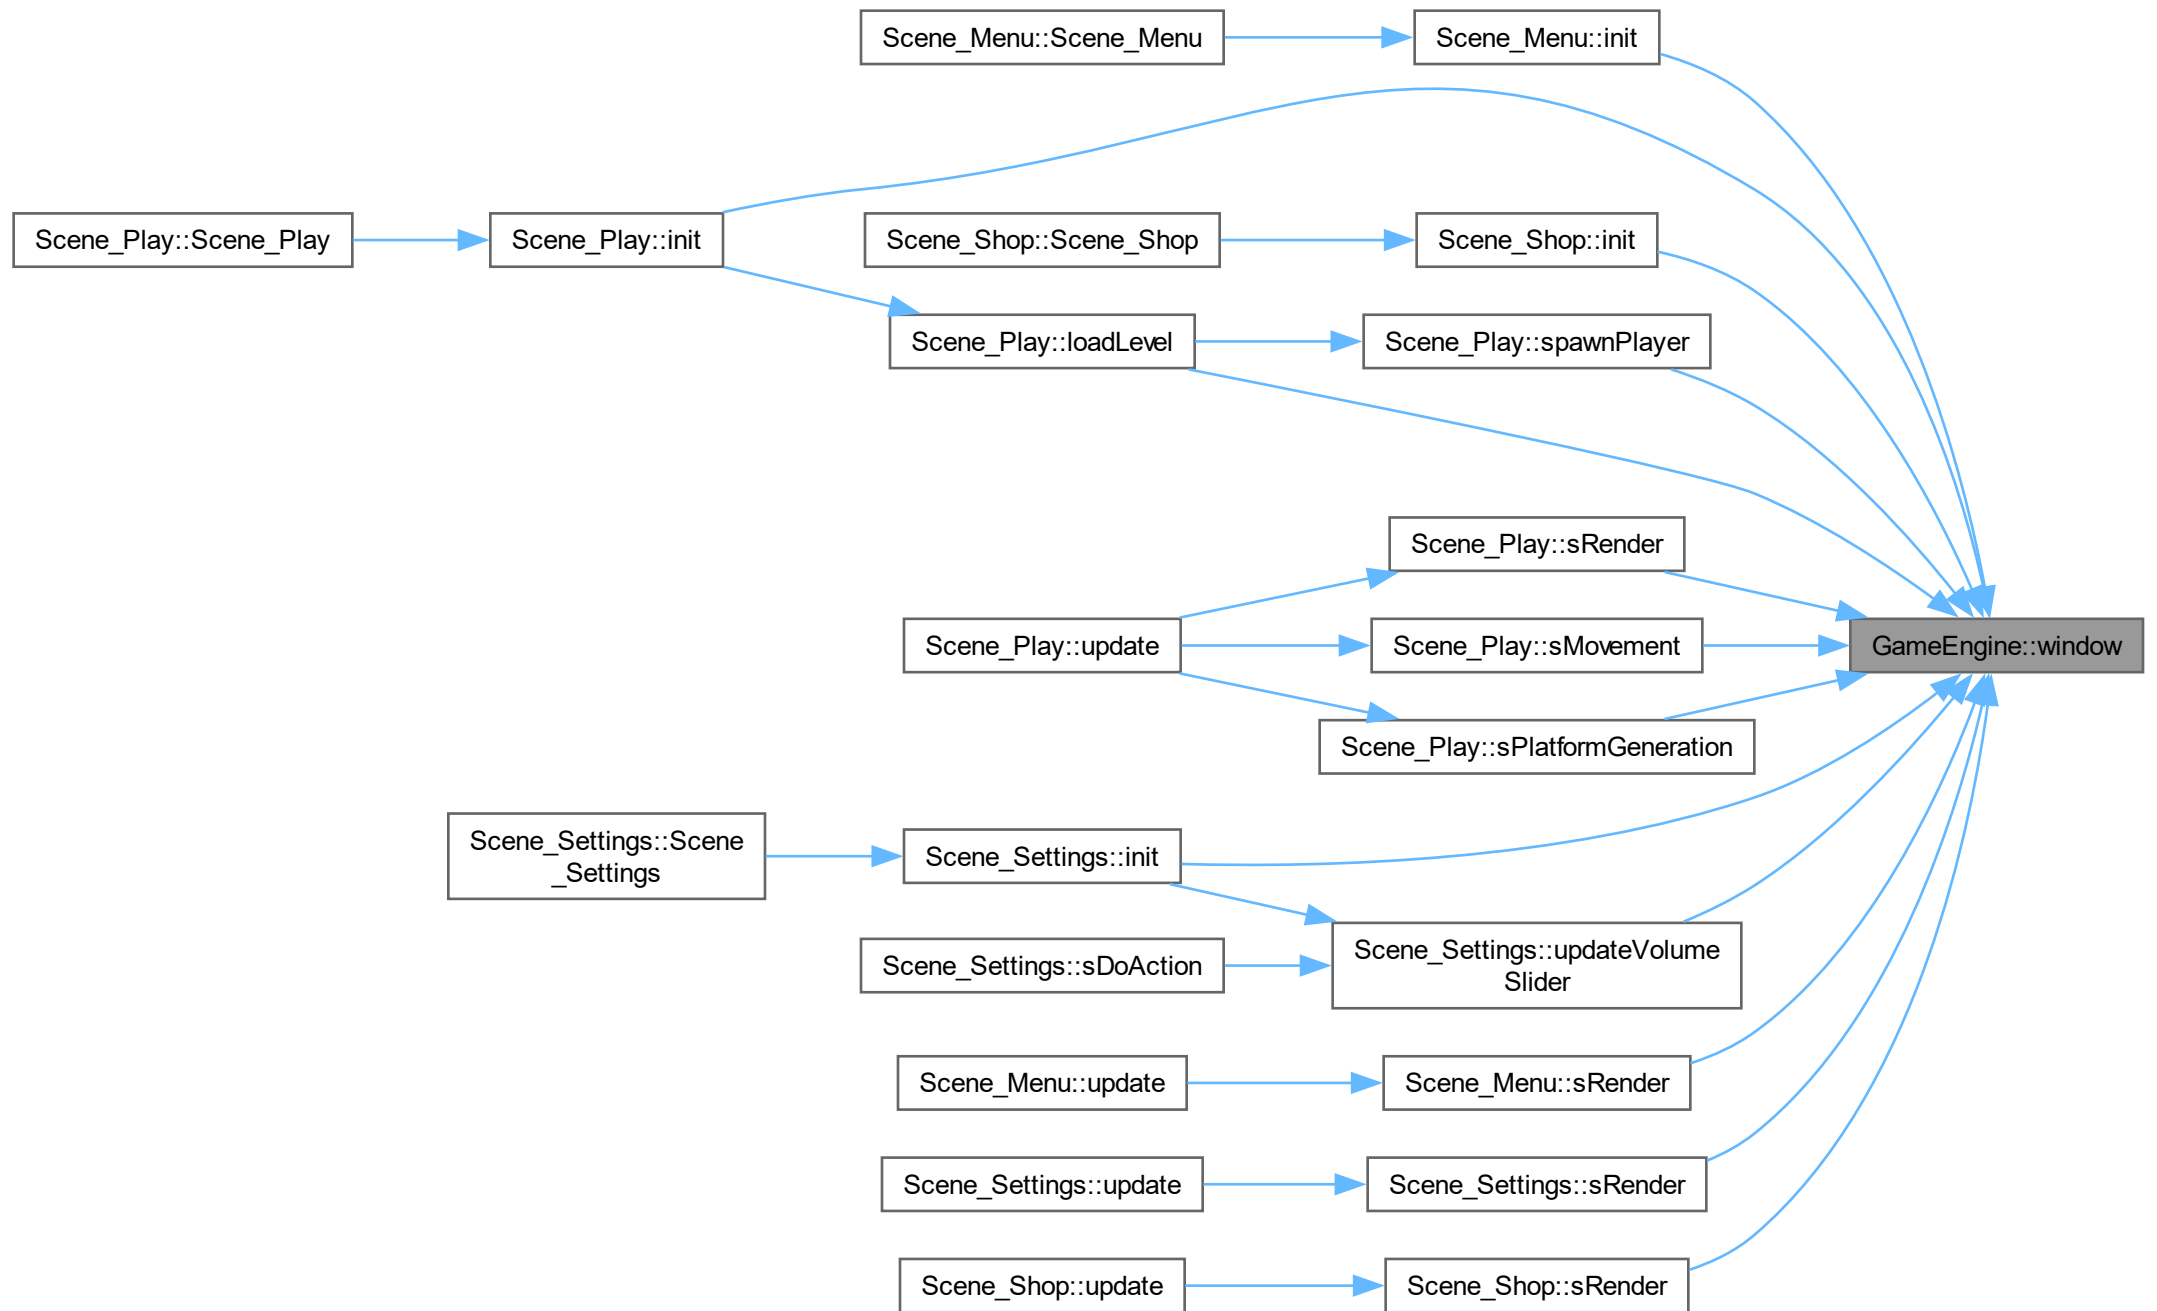 Scene_Menu::Scene_Menu
Scene_Menu::init
Scene_Play::Scene_Play
Scene_Play::init
Scene_Shop::Scene_Shop
Scene_Shop::init
Scene_Play::loadLevel
Scene_Play::spawnPlayer
Scene_Play::sRender
Scene_Play::update
Scene_Play::sMovement
GameEngine::window
Scene_Play::sPlatformGeneration
Scene_Settings::Scene
_Settings
Scene_Settings::init
Scene_Settings::sDoAction
Scene_Settings::updateVolume
Slider
Scene_Menu::update
Scene_Menu::sRender
Scene_Settings::update
Scene_Settings::sRender
Scene_Shop::update
Scene_Shop::sRender